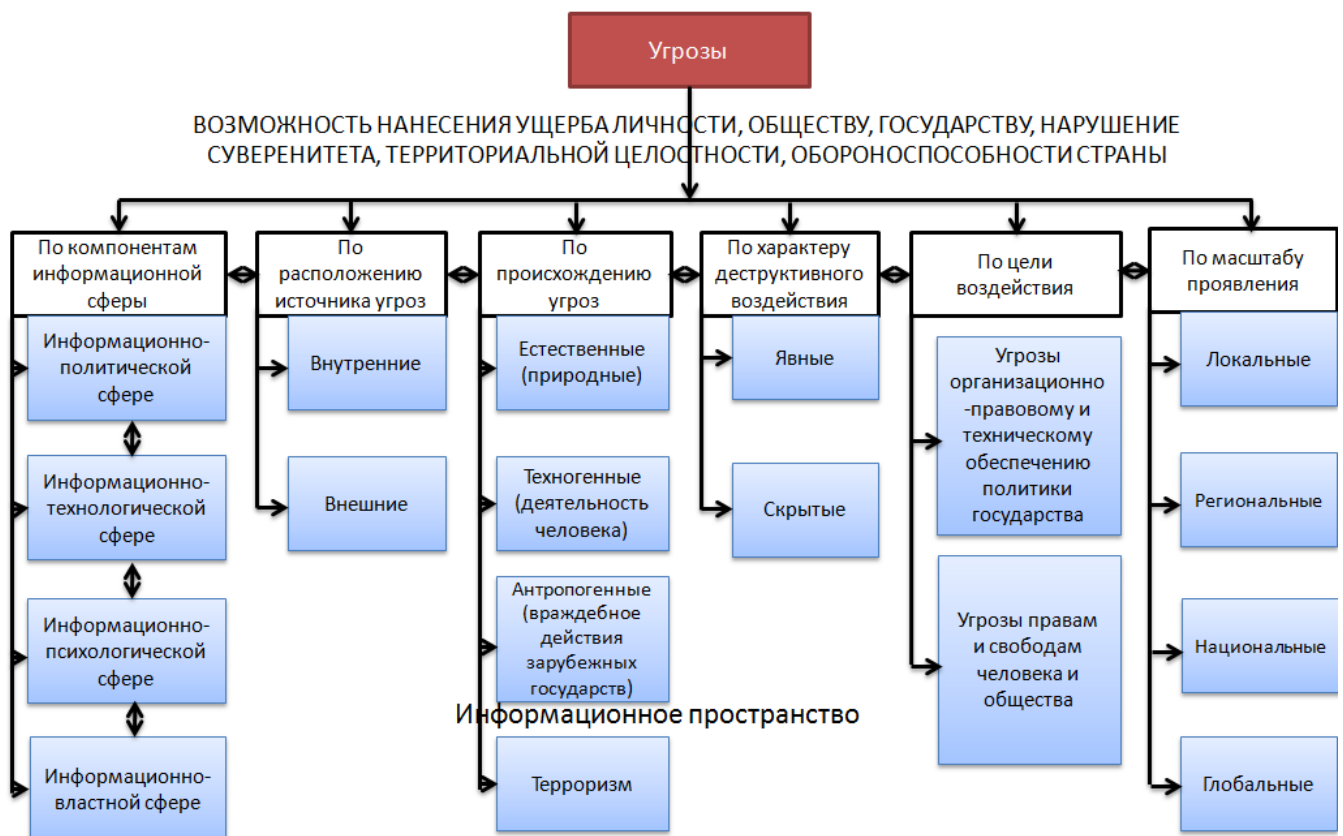 Угрозы
ВОЗМОЖНОСТЬ НАНЕСЕНИЯ УЩЕРБА ЛИЧНОСТИ, ОБЩЕСТВУ, ГОСУДАРСТВУ, НАРУШЕНИЕ
СУВЕРЕНИТЕТА, ТЕРРИТОРИАЛЬНОЙ ЦЕЛОСТНОСТИ, ОБОРОНОСПОСОБНОСТИ СТРАНЫ
По компонентам
информационной
сферы
Информационно-
политической
сфере
Информационно-
технологической
сфере
Информационно-
психологической
сфере
Информационно-
властной сфере
По
расположению
источника угроз
Внутренние
Внешние
По
происхождению
угроз
Естественные
(природные)
Техногенные
(деятельность
человека)
Антропогенные
(враждебное
действия
зарубежных
государств)
Информационное пространство
Терроризм
По характеру
деструктивного
воздействия
Явные
Скрытые
По цели
воздействия
Угрозы
организационно
-правовому и
техническому
обеспечению
политики
государства
Угрозы правам
и свободам
человека и
общества
По масштабу
проявления
Локальные
Региональные
Национальные
Глобальные